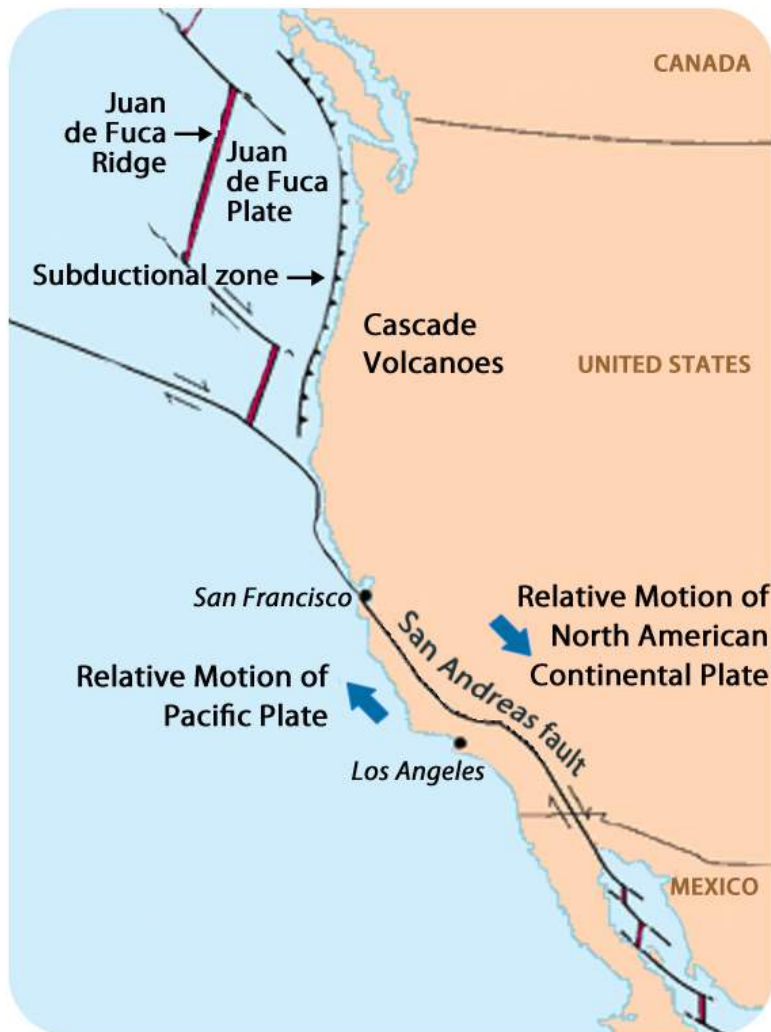 CANADA
Juan
de Fuca
Ridge
Juan
de Fuca
Plate
Subductional zone
Cascade
Volcanoes
UNITED STATES
San Francisco
San Andreas fault
Relative Motion of
North American
Continental Plate
Relative Motion of
Pacific Plate
Los Angeles
MEXICO